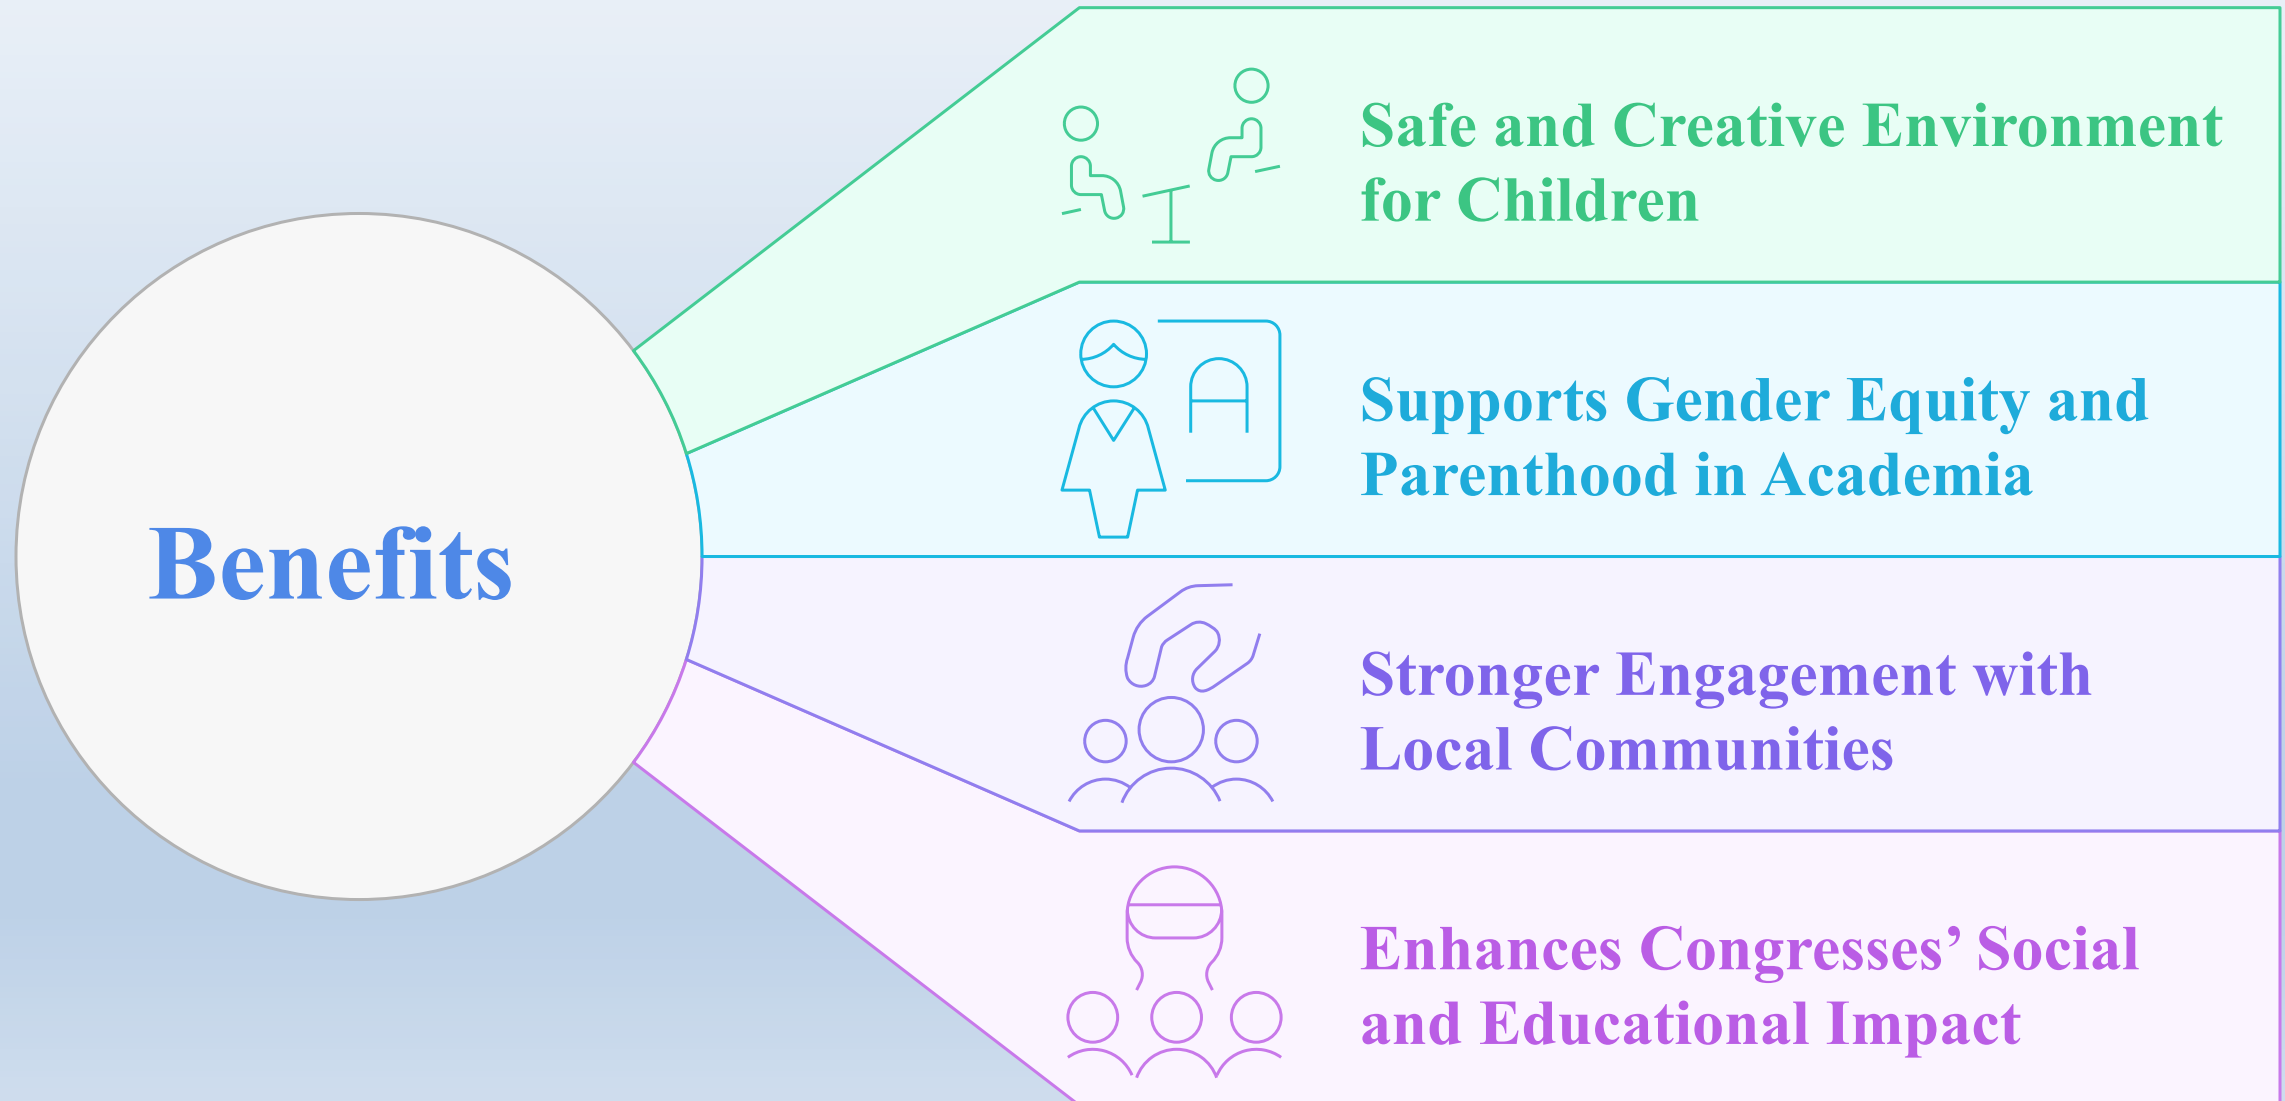 Benefits
Safe and Creative Environment
for Children
Supports Gender Equity and
Parenthood in Academia
Stronger Engagement with
Local Communities
Enhances Congresses’ Social
and Educational Impact